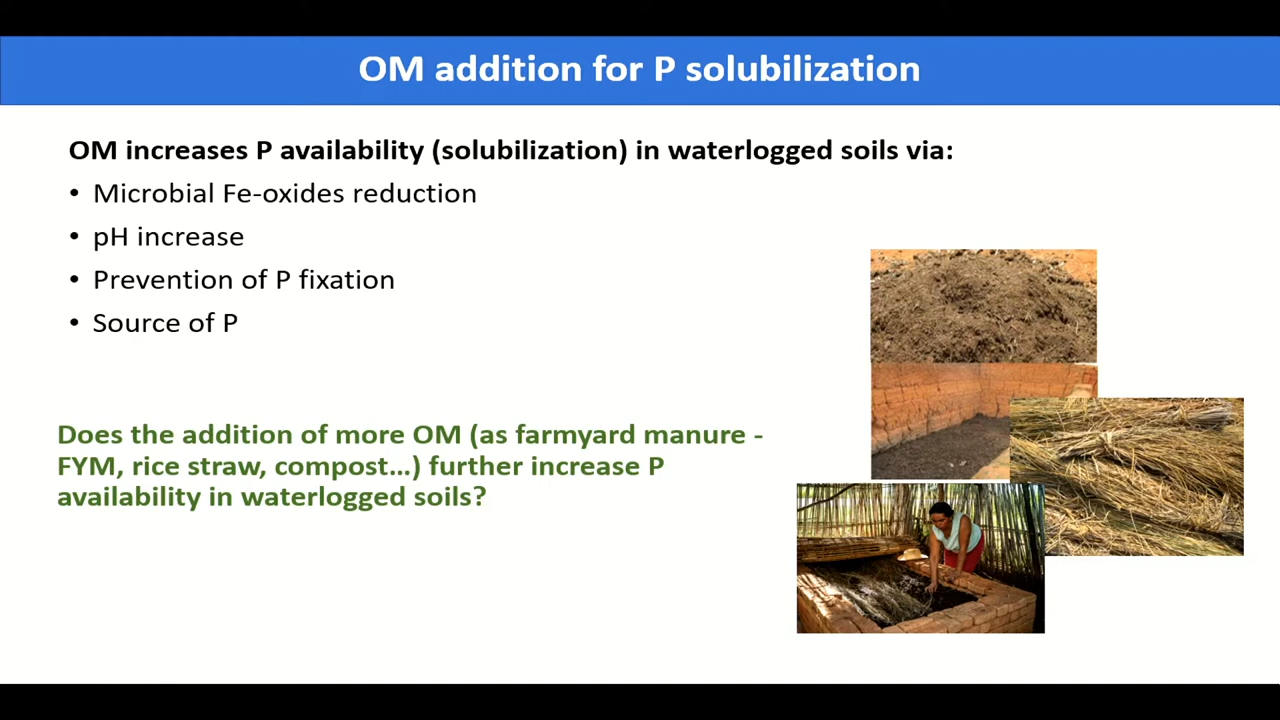 OM addition for P solubilization
OM increases P availability (solubilization) in waterlogged soils via:
• Microbial Fe-oxides reduction
• pH increase
• Prevention of P fixation
• Source of P
Does the addition of more OM (as farmyard manure -
FYM, rice straw, compost…) further increase P
availability in waterlogged soils?